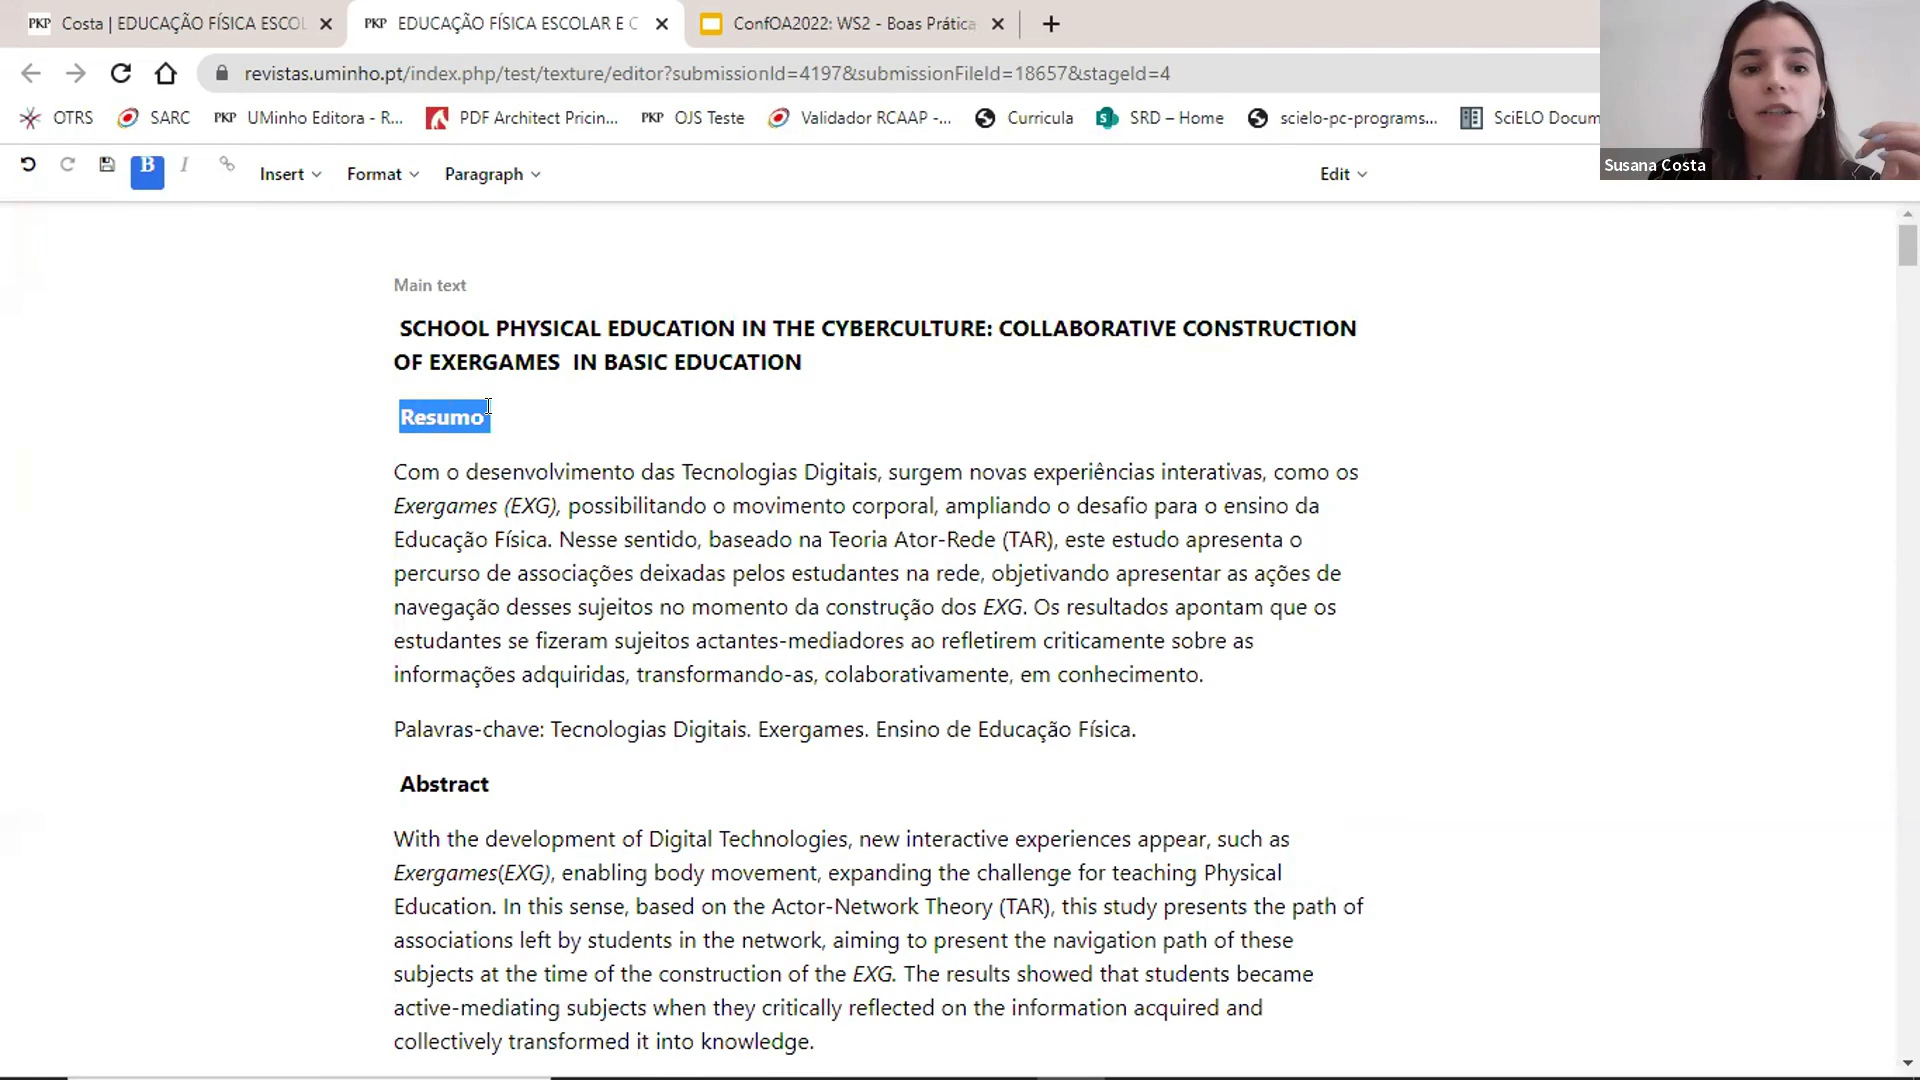 Costa | EDUCAÇÃO FÍSICA ESCOL
EDUCAÇÃO FÍSICA ESCOLAR E C
ConfOA2022: WS2 - Boas Prática
revistas.uminho.pt/index.php/test/texture/editor?submissionId=4197&submissionFileId=18657&stageId=4
OTRS SARC PKP UMinho Editora - R... PDF Architect Pricin... PKP OJS Teste Validador RCAAP -... Curricula SRD – Home scielo-pc-programs... SciELO Docum
Susana Costa
B I Insert Format Paragraph Edit
Main text
SCHOOL PHYSICAL EDUCATION IN THE CYBERCULTURE: COLLABORATIVE CONSTRUCTION
OF EXERGAMES IN BASIC EDUCATION
Resumo
Com o desenvolvimento das Tecnologias Digitais, surgem novas experiências interativas, como os
Exergames (EXG), possibilitando o movimento corporal, ampliando o desafio para o ensino da
Educação Física. Nesse sentido, baseado na Teoria Ator-Rede (TAR), este estudo apresenta o
percurso de associações deixadas pelos estudantes na rede, objetivando apresentar as ações de
navegação desses sujeitos no momento da construção dos EXG. Os resultados apontam que os
estudantes se fizeram sujeitos actantes-mediadores ao refletirem criticamente sobre as
informações adquiridas, transformando-as, colaborativamente, em conhecimento.
Palavras-chave: Tecnologias Digitais. Exergames. Ensino de Educação Física.
Abstract
With the development of Digital Technologies, new interactive experiences appear, such as
Exergames(EXG), enabling body movement, expanding the challenge for teaching Physical
Education. In this sense, based on the Actor-Network Theory (TAR), this study presents the path of
associations left by students in the network, aiming to present the navigation path of these
subjects at the time of the construction of the EXG. The results showed that students became
active-mediating subjects when they critically reflected on the information acquired and
collectively transformed it into knowledge.